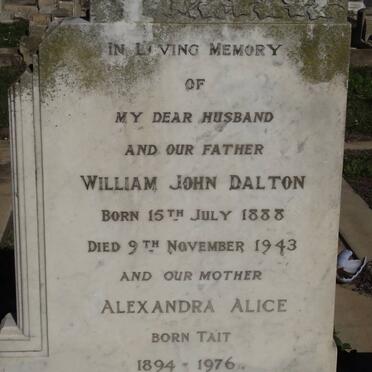 IN LOVING MEMORY
OF
MY DEAR HUSBAND
AND OUR FATHER
WILLIAM JOHN DALTON
BORN 15TH JULY 1888
DIED 9TH NOVEMBER 1943
AND OUR MOTHER
ALEXANDRA ALICE
BORN TAIT
1894 - 1976